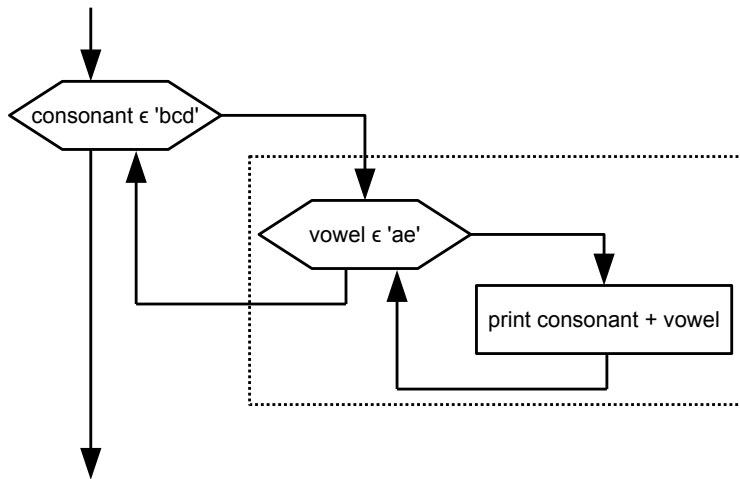 consonant ϵ 'bcd'
vowel ϵ 'ae'
print consonant + vowel